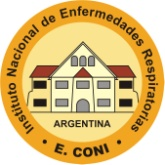 Instituto Nacional de Enfermedades Respiratorias
ARGENTINA
• E. CONI •